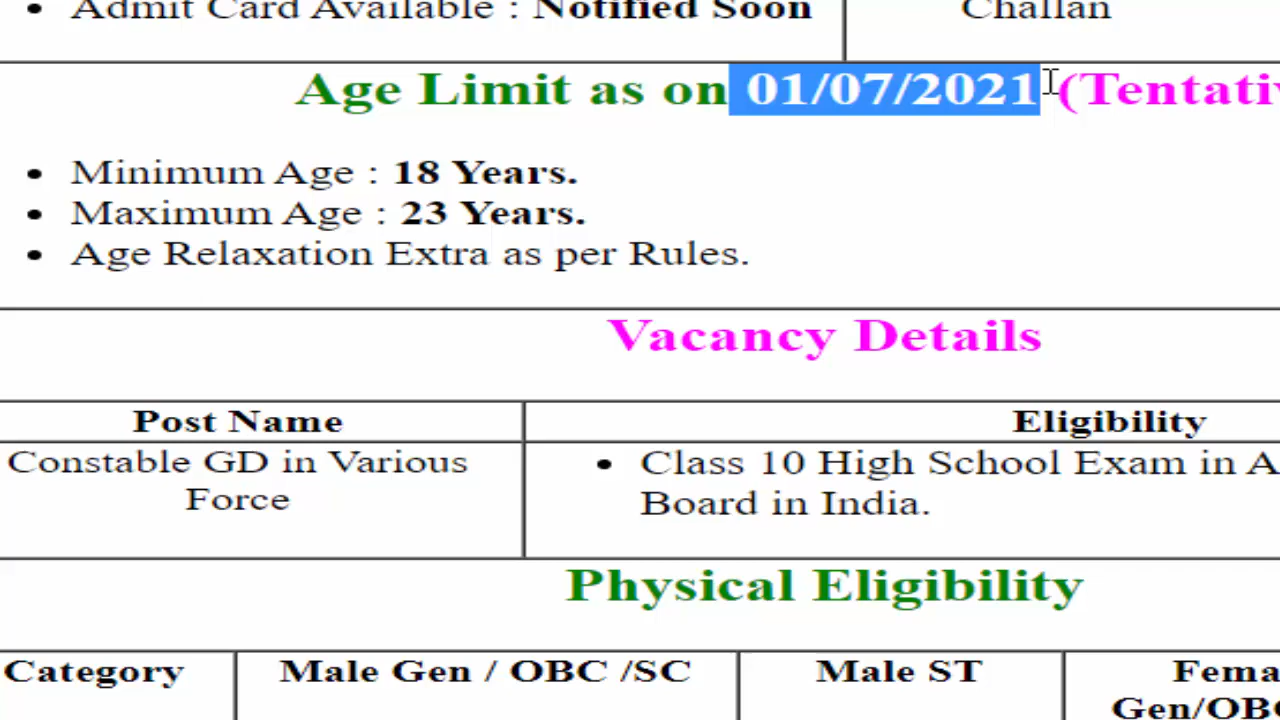 Admit Card Available : Notified Soon
Challan
Age Limit as on 01/07/2021 (Tentativ
Minimum Age : 18 Years.
Maximum Age : 23 Years.
Age Relaxation Extra as per Rules.
Vacancy Details
Post Name
Eligibility
Constable GD in Various
Force
Class 10 High School Exam in A
Board in India.
Physical Eligibility
Category
Male Gen / OBC /SC
Male ST
Fema
Gen/OBC